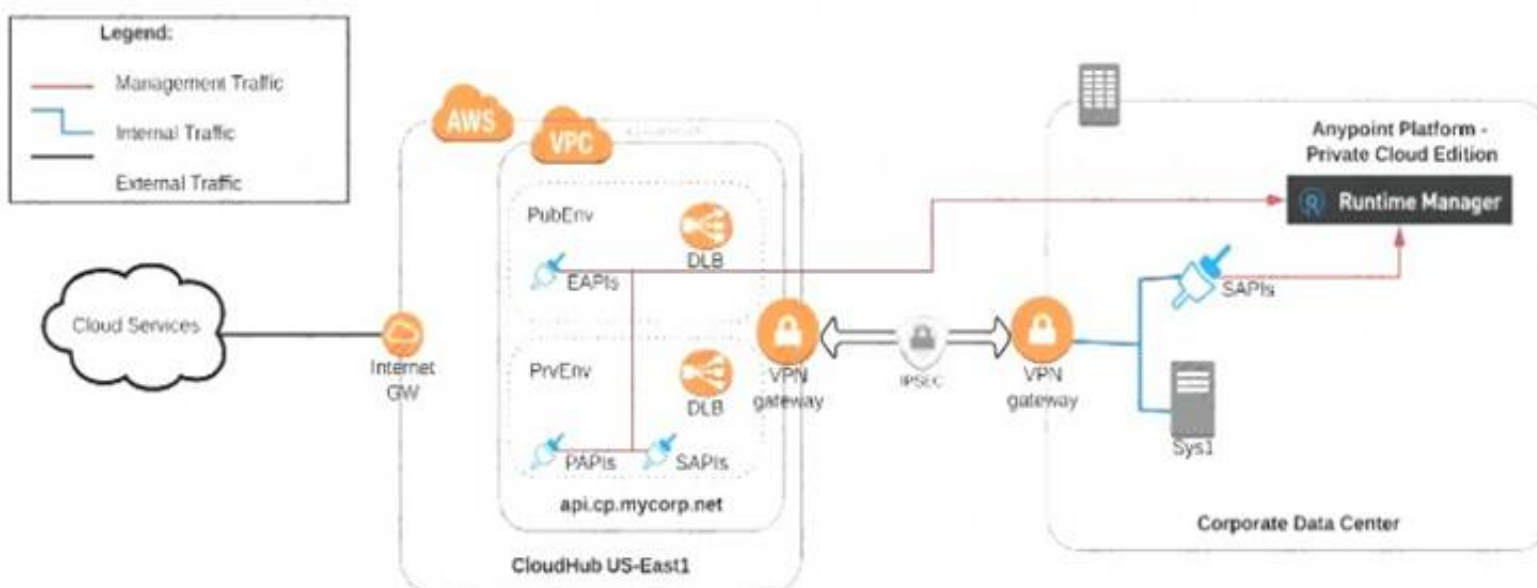 Legend:
Management Traffic
Internal Traffic
External Traffic
AWS
VPC
PubEnv
DLB
EAPIs
PrvEnv
DLB
PAPIs
SAPIs
api.cp.mycorp.net
CloudHub US-East1
Cloud Services
Internet
GW
VPN
gateway
IPSEC
VPN
gateway
Anypoint Platform -
Private Cloud Edition
Runtime Manager
SAPIs
Sys1
Corporate Data Center